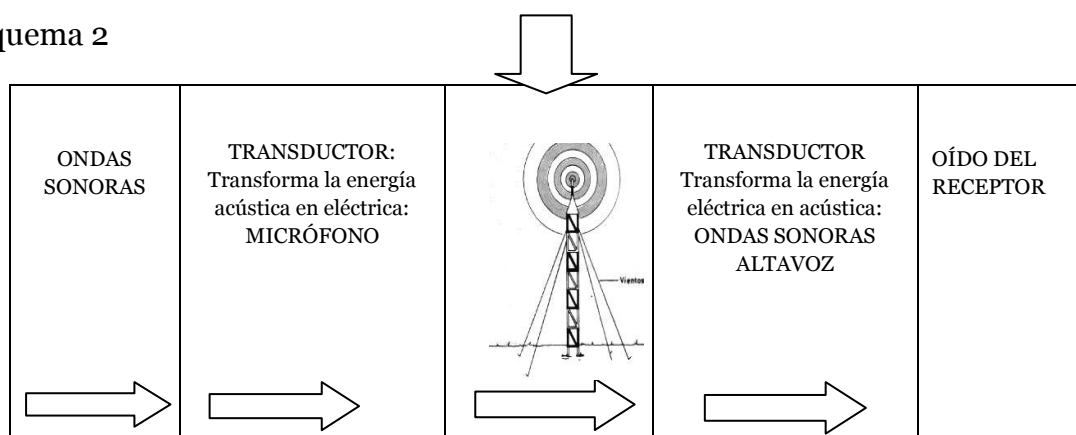 quema 2
ONDAS
SONORAS
TRANSDUCTOR:
Transforma la energía
acústica en eléctrica:
MICRÓFONO
Vientos
TRANSDUCTOR
Transforma la energía
eléctrica en acústica:
ONDAS SONORAS
ALTAVOZ
OÍDO DEL
RECEPTOR